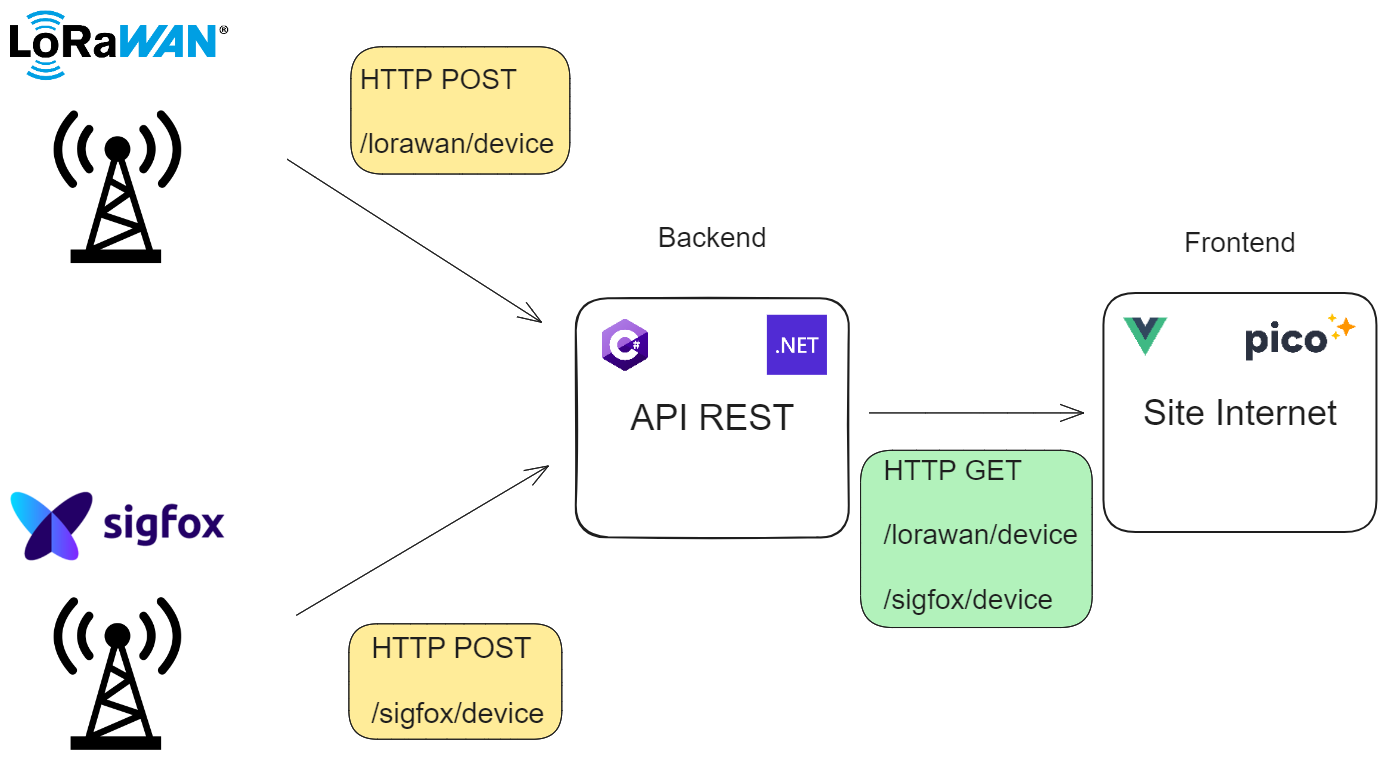 LoRaWAN®
HTTP POST
/lorawan/device
Backend
Frontend
C#
.NET
pico
API REST
Site Internet
HTTP GET
/lorawan/device
/sigfox/device
sigfox
HTTP POST
/sigfox/device